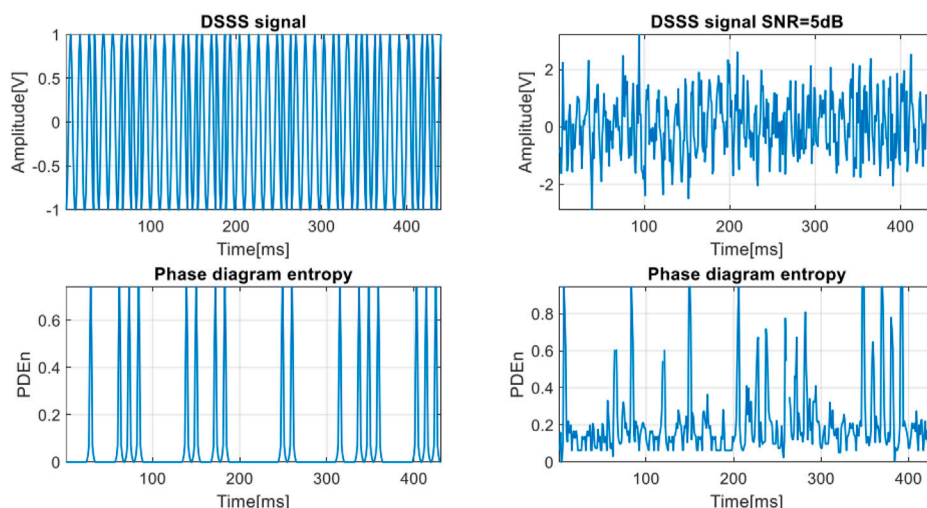 DSSS signal
1
0.5
0
-0.5
-1
Amplitude[V]
100 200 300 400
Time[ms]
DSSS signal SNR=5dB
2
0
-2
Amplitude[V]
100 200 300 400
Time[ms]
Phase diagram entropy
0.6
0.4
0.2
0
PDEn
100 200 300 400
Time[ms]
Phase diagram entropy
0.8
0.6
0.4
0.2
0
PDEn
100 200 300 400
Time[ms]